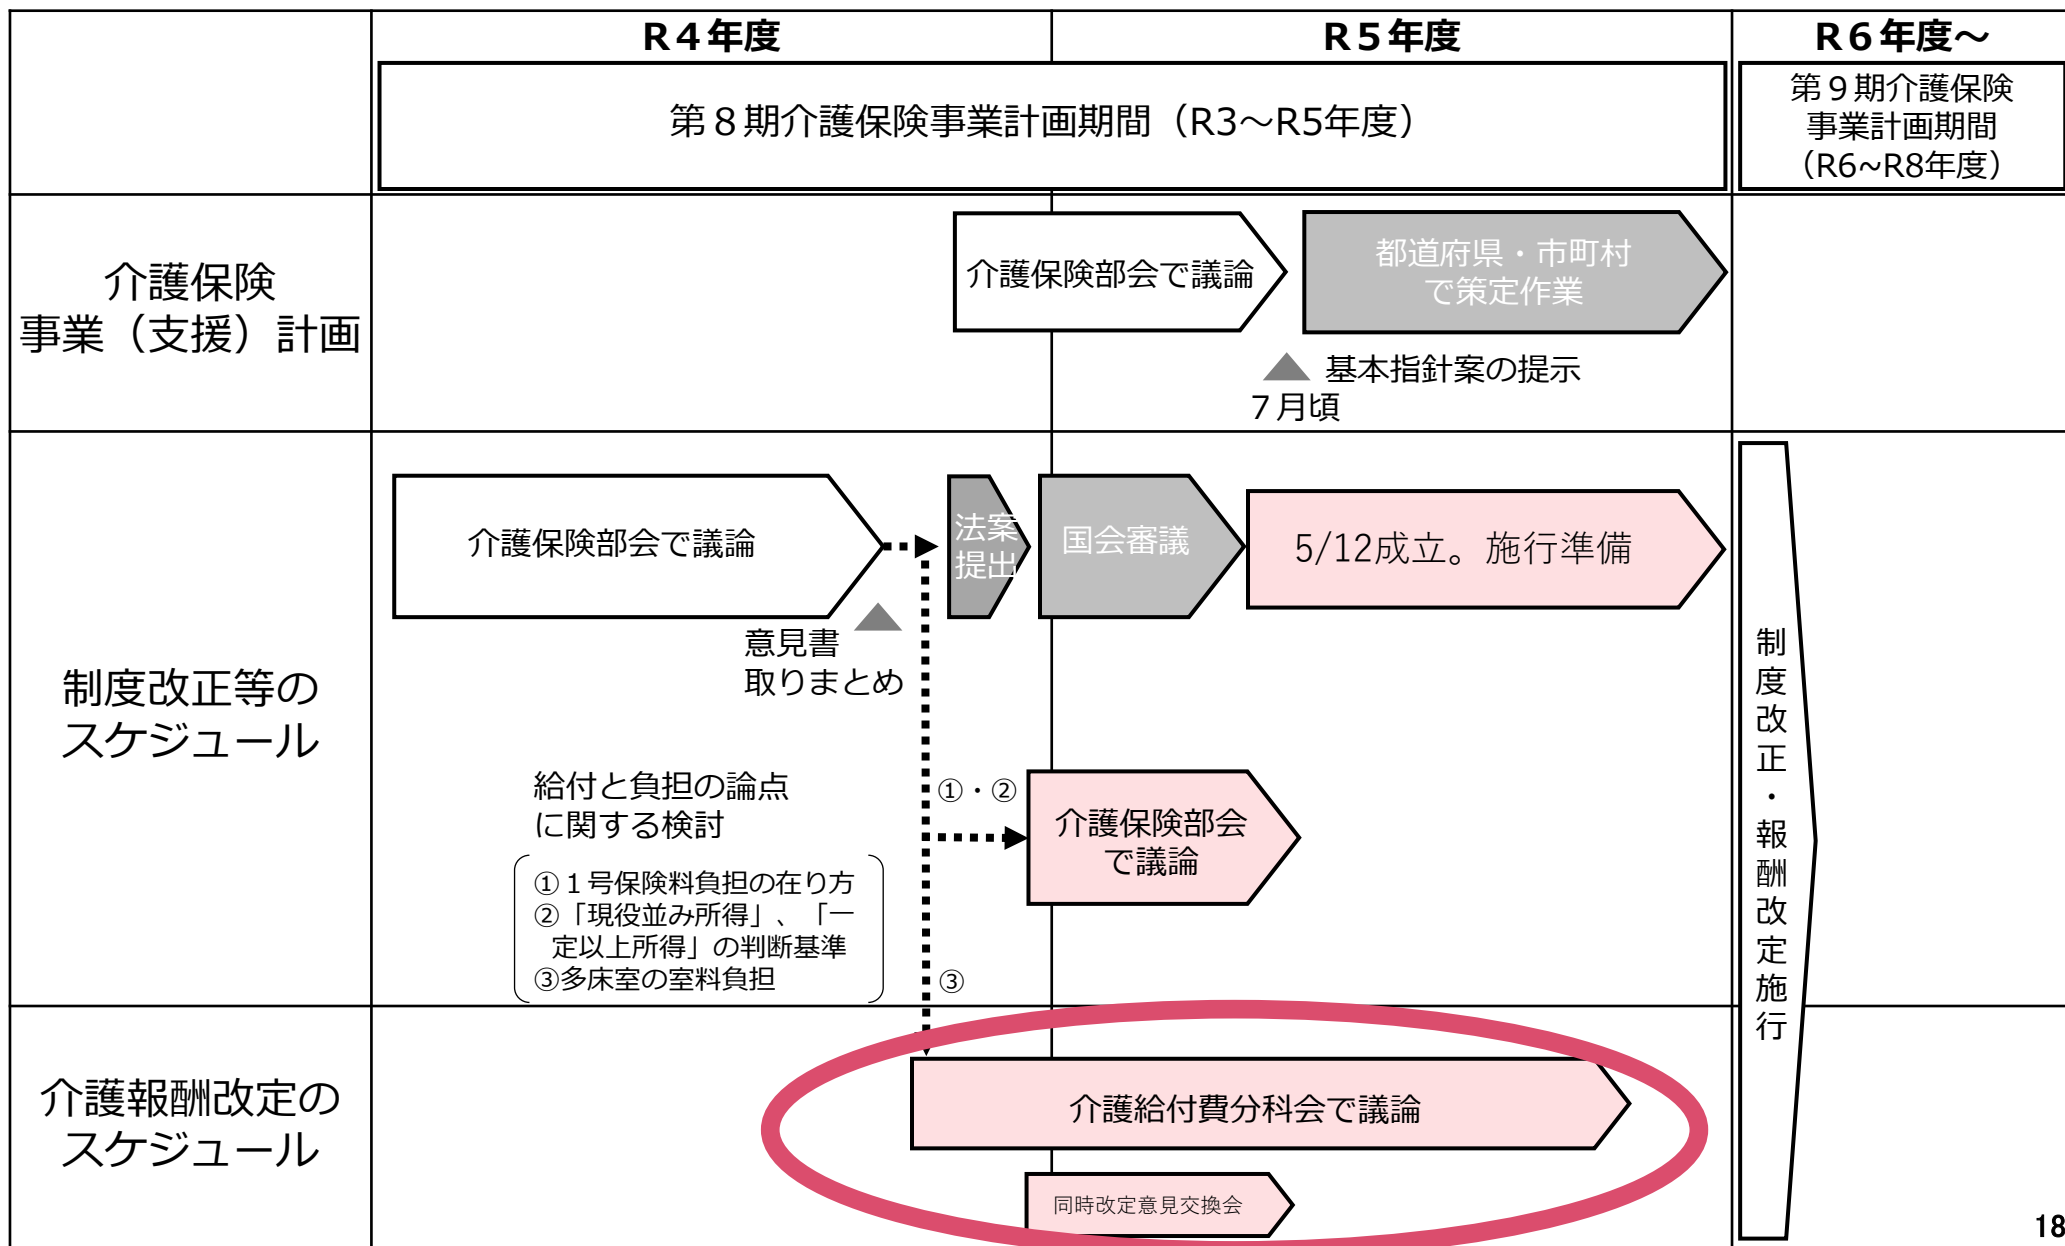 R４年度
R５年度
R６年度～
第８期介護保険事業計画期間（R3～R5年度）
第９期介護保険
事業計画期間
（R6~R8年度）
介護保険
事業（支援）計画
介護保険部会で議論
都道府県・市町村
で策定作業
基本指針案の提示
７月頃
制度改正等の
スケジュール
介護保険部会で議論
法案
提出
国会審議
5/12成立。施行準備
意見書
取りまとめ
給付と負担の論点
に関する検討
①１号保険料負担の在り方
②「現役並み所得」、「一
定以上所得」の判断基準
③多床室の室料負担
①・②
③
介護保険部会
で議論
制度改正・報酬改定施行
介護報酬改定の
スケジュール
介護給付費分科会で議論
同時改定意見交換会
18